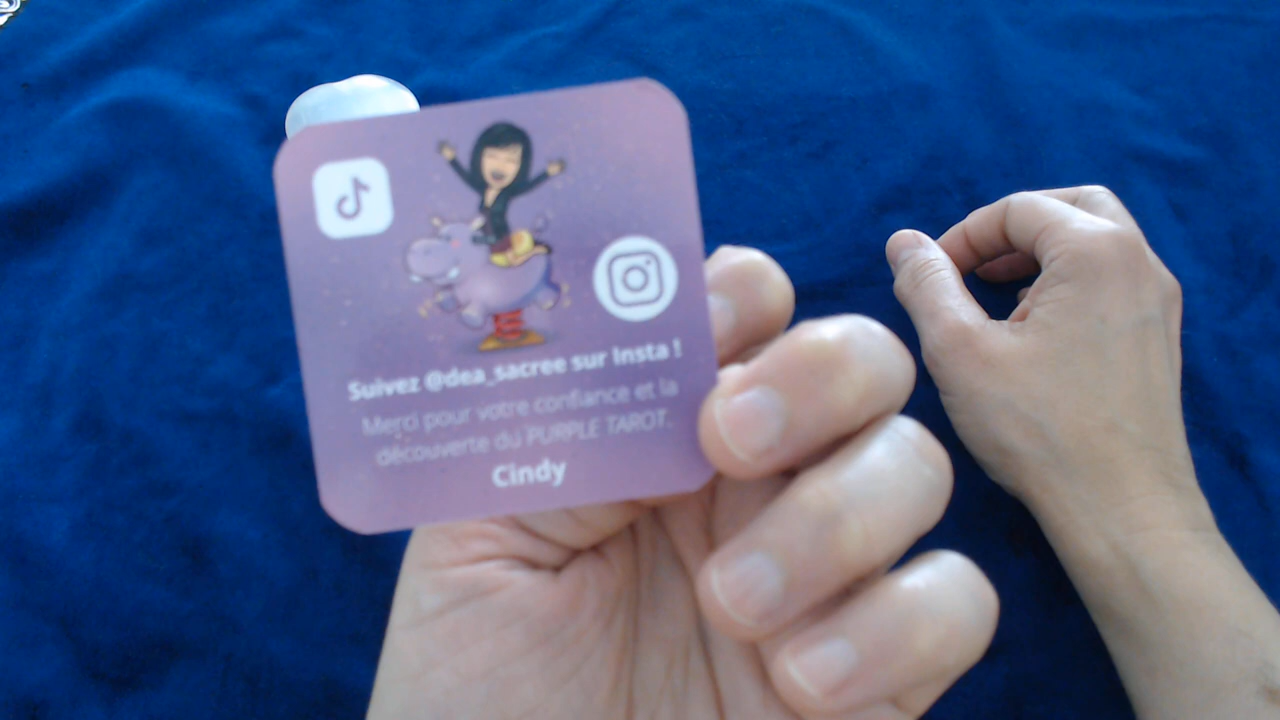 Suivez @dea_sacree sur Insta !
Merci pour votre confiance et la
découverte du PURPLE TAROT.
Cindy